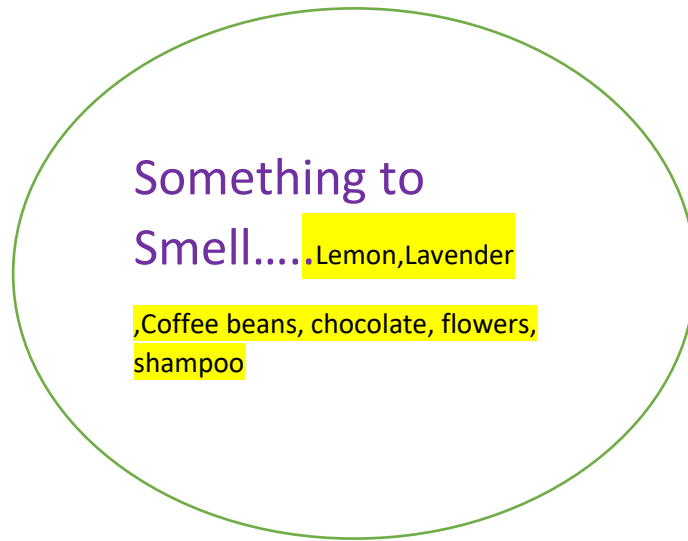 Something to
Smell......Lemon,Lavender
,Coffee beans, chocolate, flowers,
shampoo